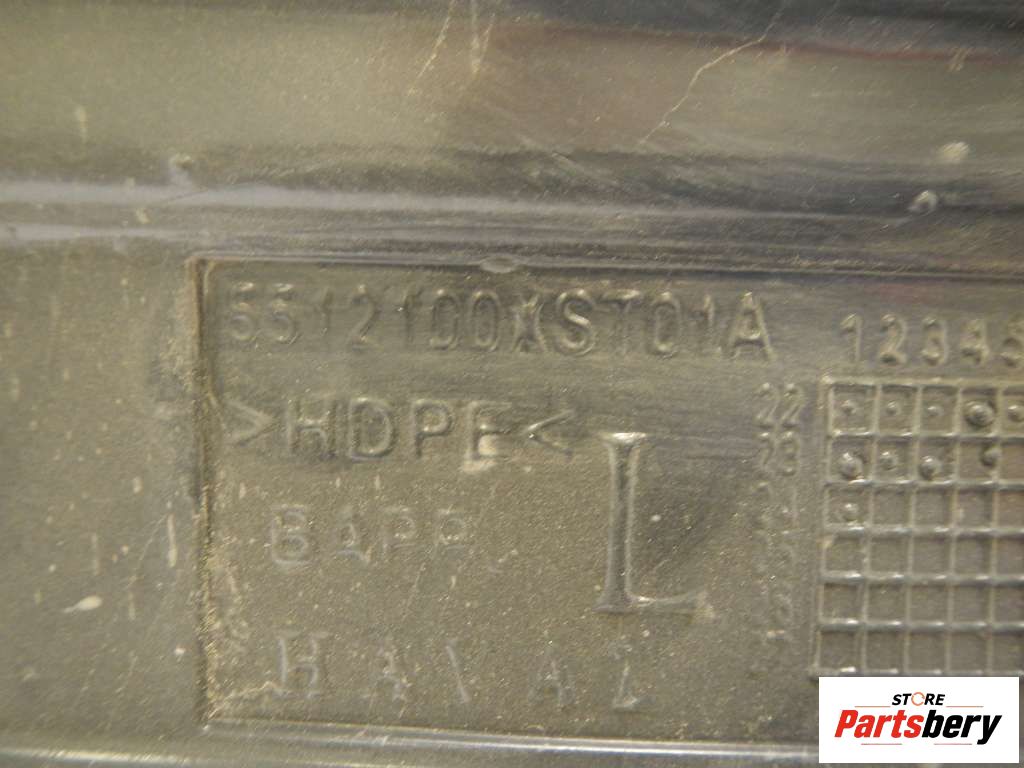 5512100XST01A
>HDPE<
L
HAVAL
12345
22
23
STORE
Partsbery